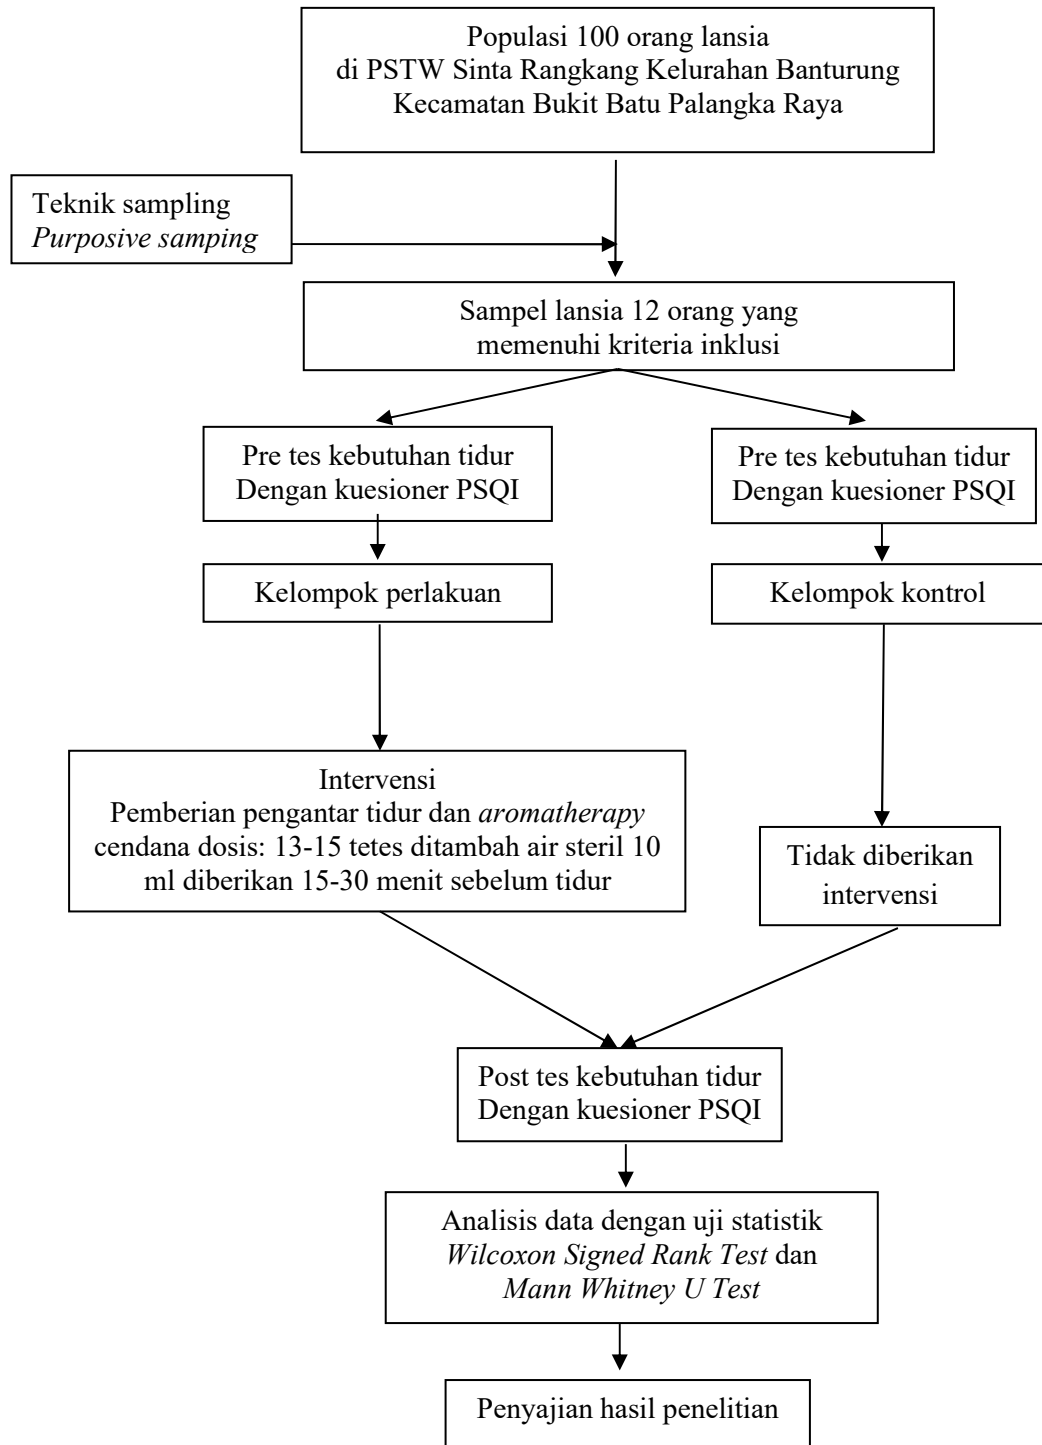 Populasi 100 orang lansia
di PSTW Sinta Rangkang Kelurahan Banturung
Kecamatan Bukit Batu Palangka Raya
Teknik sampling
Purposive samping
Sampel lansia 12 orang yang
memenuhi kriteria inklusi
Pre tes kebutuhan tidur
Dengan kuesioner PSQI
Pre tes kebutuhan tidur
Dengan kuesioner PSQI
Kelompok perlakuan
Kelompok kontrol
Intervensi
Pemberian pengantar tidur dan aromatherapy
cendana dosis: 13-15 tetes ditambah air steril 10
ml diberikan 15-30 menit sebelum tidur
Tidak diberikan
intervensi
Post tes kebutuhan tidur
Dengan kuesioner PSQI
Analisis data dengan uji statistik
Wilcoxon Signed Rank Test dan
Mann Whitney U Test
Penyajian hasil penelitian